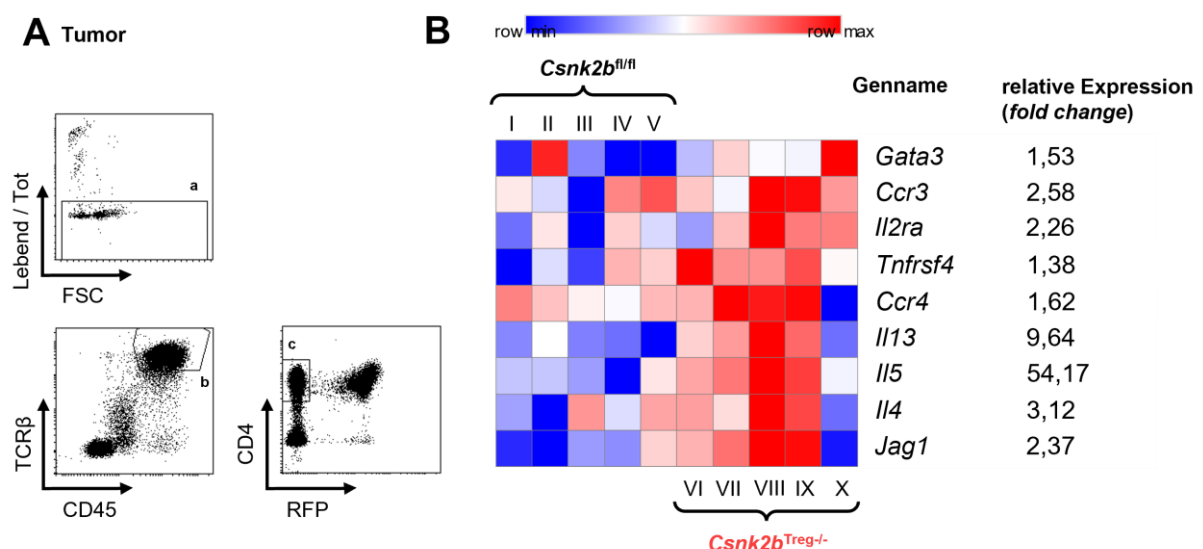 A Tumor
a
Lebend / Tot
FSC
b
TCRβ
CD45
c
CD4
RFP
B
row min row max
Csnk2bfl/fl
I II III IV V
Genname relative Expression
(fold change)
Gata3 1,53
Ccr3 2,58
Il2ra 2,26
Tnfrsf4 1,38
Ccr4 1,62
Il13 9,64
Il5 54,17
Il4 3,12
Jag1 2,37
VI VII VIII IX X
Csnk2bTreg-/-